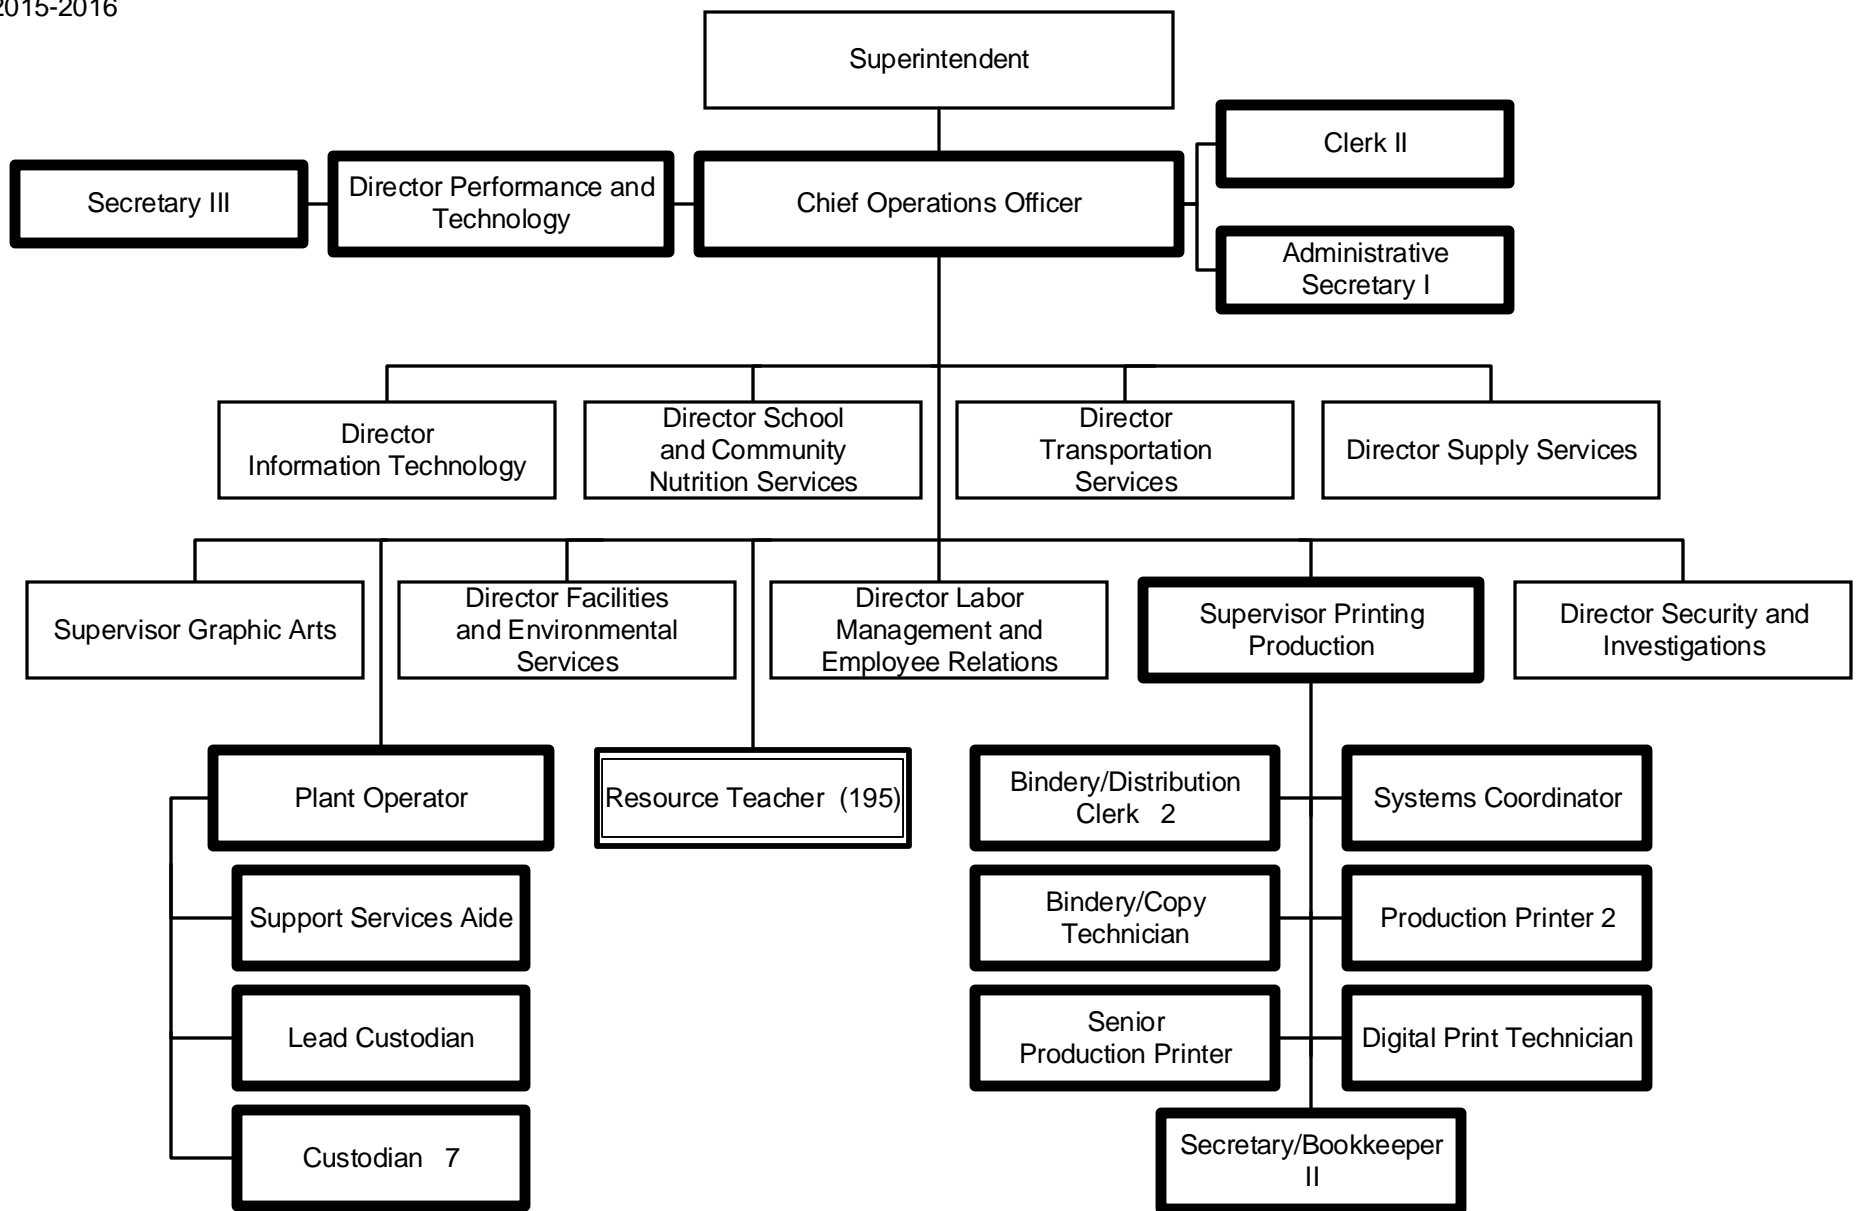 2015-2016
Superintendent
Clerk II
Secretary III
Director Performance and
Technology
Chief Operations Officer
Administrative
Secretary I
Director
Information Technology
Director School
and Community
Nutrition Services
Director
Transportation
Services
Director Supply Services
Supervisor Graphic Arts
Director Facilities
and Environmental
Services
Director Labor
Management and
Employee Relations
Supervisor Printing
Production
Director Security and
Investigations
Plant Operator
Resource Teacher (195)
Bindery/Distribution
Clerk 2
Systems Coordinator
Support Services Aide
Bindery/Copy
Technician
Production Printer 2
Lead Custodian
Senior
Production Printer
Digital Print Technician
Custodian 7
Secretary/Bookkeeper
II